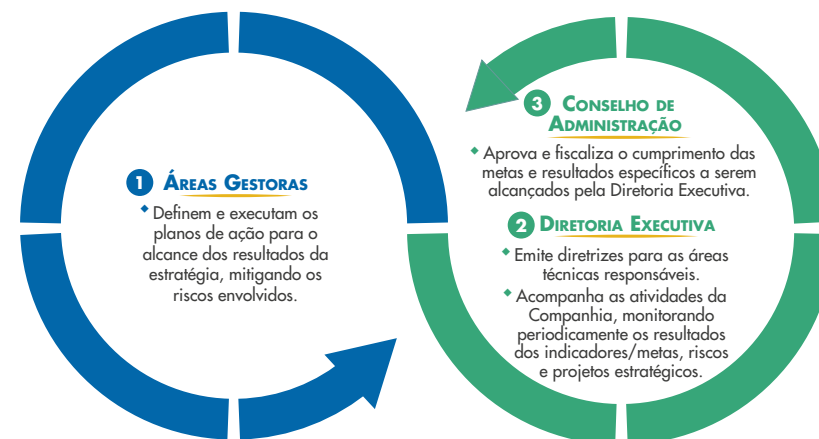 1 Áreas Gestoras
◆ Definem e executam os
planos de ação para o
alcance dos resultados da
estratégia, mitigando os
riscos envolvidos.
3 Conselho de
Administração
◆ Aprova e fiscaliza o cumprimento das
metas e resultados específicos a serem
alcançados pela Diretoria Executiva.
2 Diretoria Executiva
◆ Emite diretrizes para as áreas
técnicas responsáveis.
◆ Acompanha as atividades da
Companhia, monitorando
periodicamente os resultados
dos indicadores/metas, riscos
e projetos estratégicos.